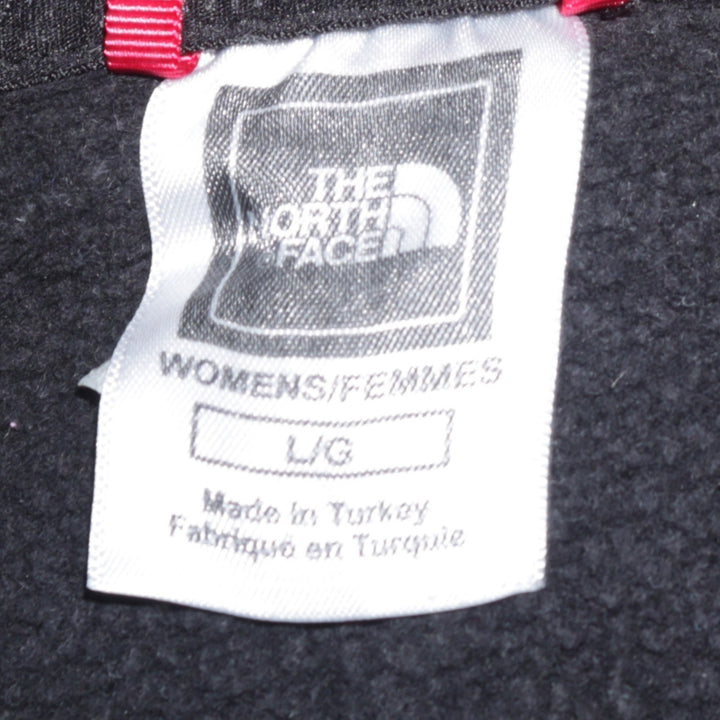 THE
NORTH
FACE
WOMENS/FEMMES
L/G
Made in Turkey
Fabriqué en Turquie